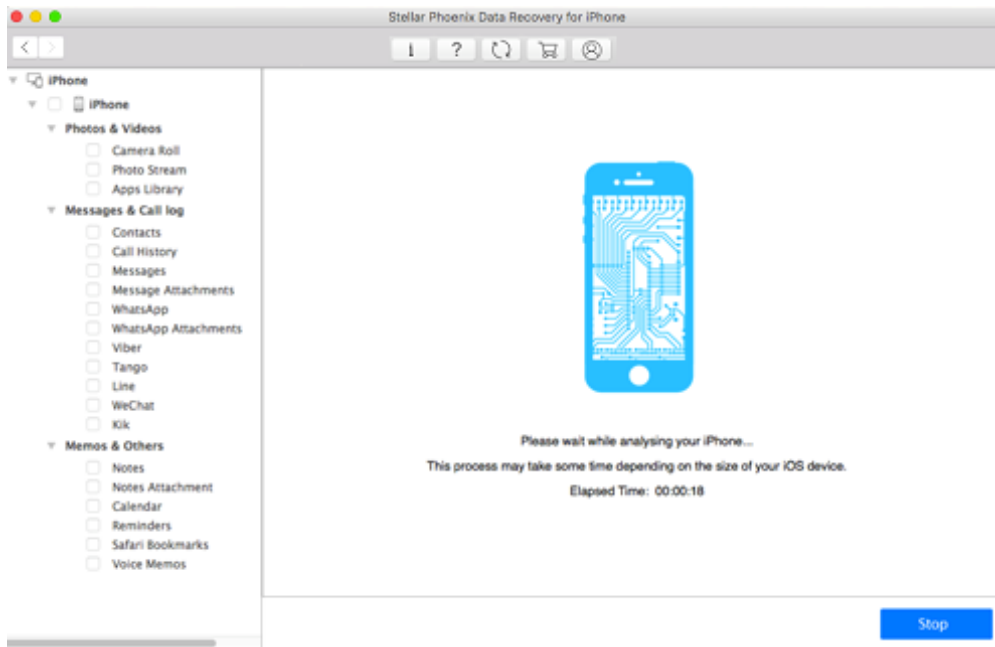 Stellar Phoenix Data Recovery for iPhone
i ?
iPhone
iPhone
Photos & Videos
Camera Roll
Photo Stream
Apps Library
Messages & Call log
Contacts
Call History
Messages
Message Attachments
WhatsApp
WhatsApp Attachments
Viber
Tango
Line
WeChat
Kik
Memos & Others
Notes
Notes Attachment
Calendar
Reminders
Safari Bookmarks
Voice Memos
Please wait while analysing your iPhone...
This process may take some time depending on the size of your iOS device.
Elapsed Time: 00:00:18
Stop